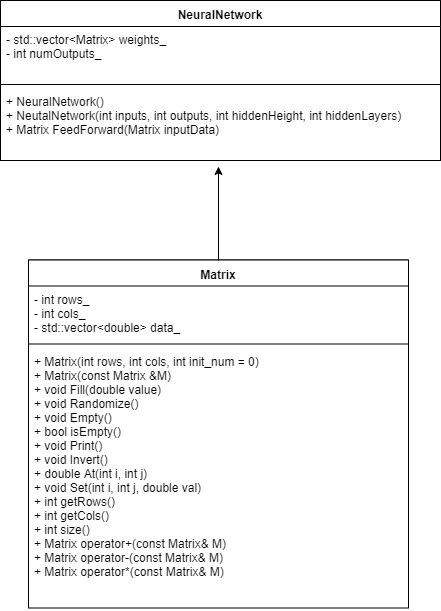 NeuralNetwork
- std::vector<Matrix> weights_
- int numOutputs_
+ NeuralNetwork()
+ NeutalNetwork(int inputs, int outputs, int hiddenHeight, int hiddenLayers)
+ Matrix FeedForward(Matrix inputData)
Matrix
- int rows_
- int cols_
- std::vector<double> data_
+ Matrix(int rows, int cols, int init_num = 0)
+ Matrix(const Matrix &M)
+ void Fill(double value)
+ void Randomize()
+ void Empty()
+ bool isEmpty()
+ void Print()
+ void Invert()
+ double At(int i, int j)
+ void Set(int i, int j, double val)
+ int getRows()
+ int getCols()
+ int size()
+ Matrix operator+(const Matrix& M)
+ Matrix operator-(const Matrix& M)
+ Matrix operator*(const Matrix& M)